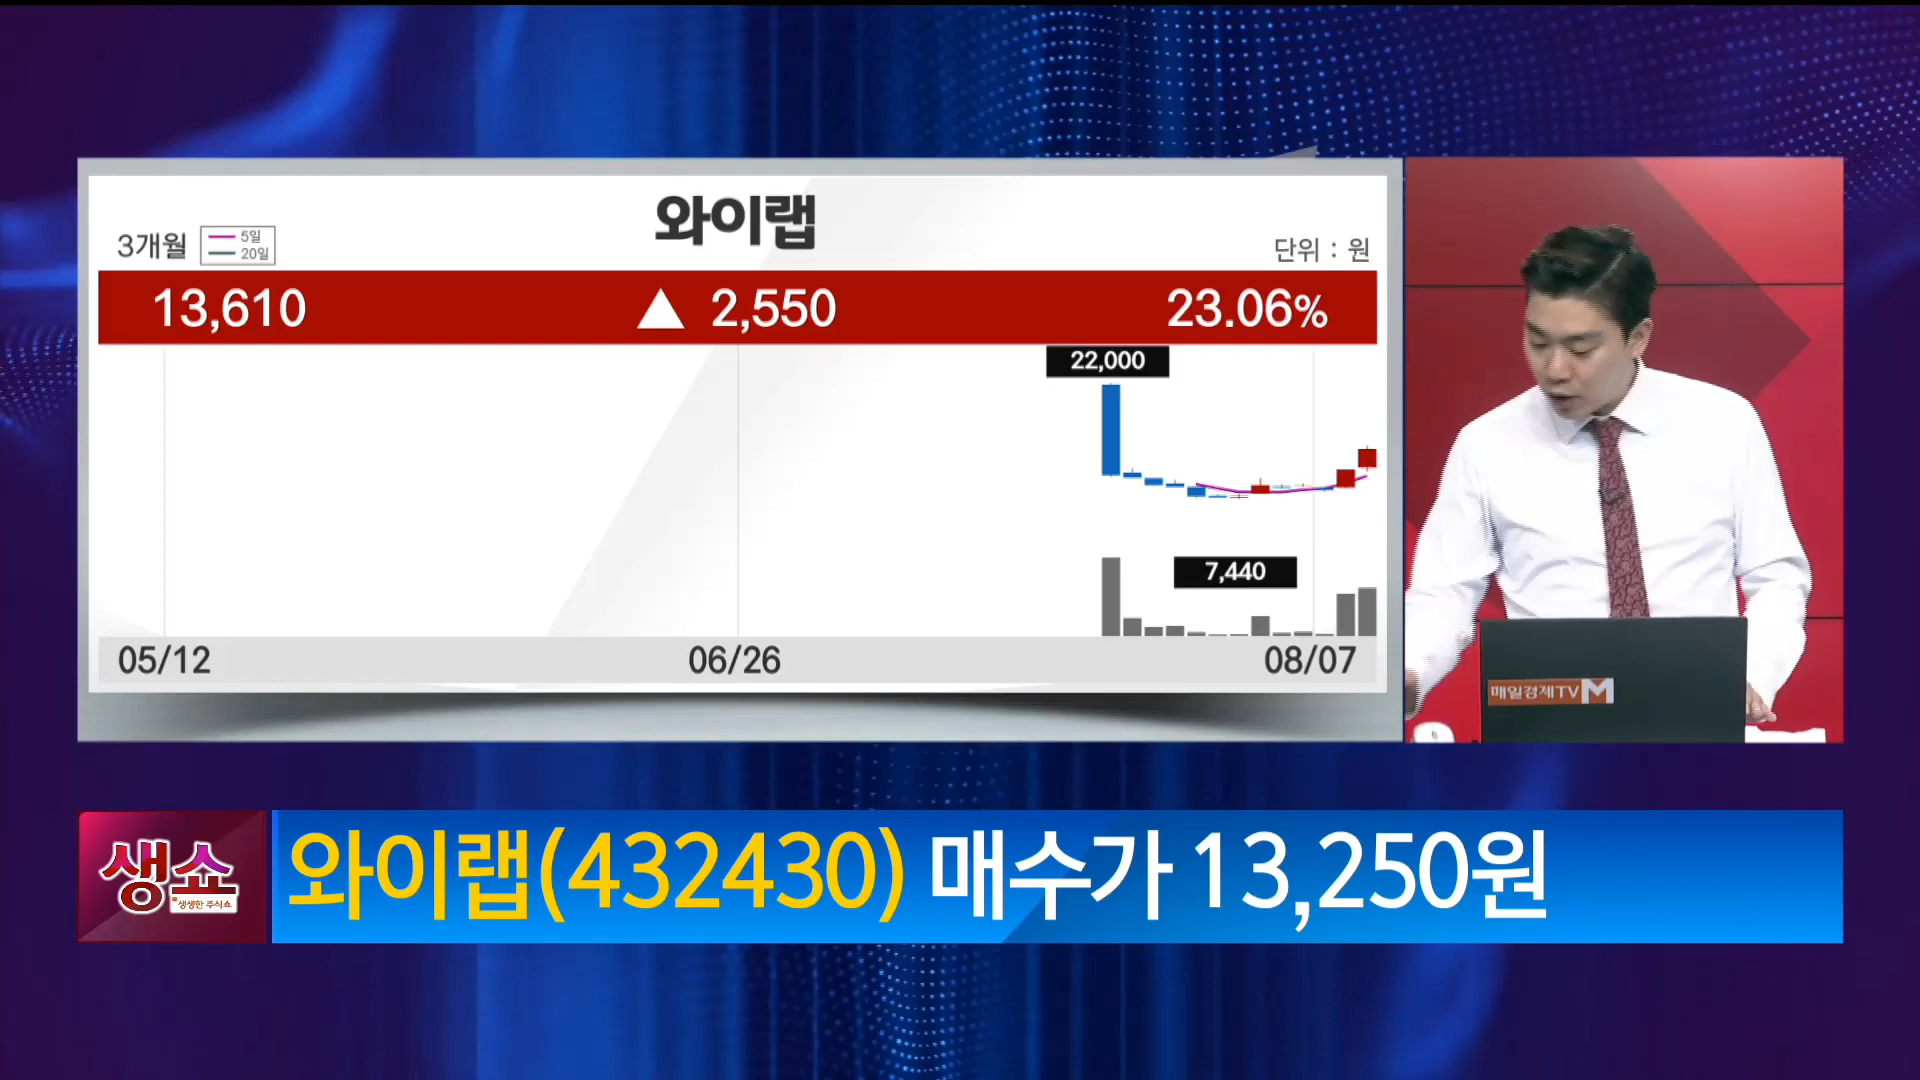 와이랩
3개월
5일
20일
단위 : 원
13,610 ▲ 2,550 23.06%
22,000
7,440
05/12 06/26 08/07
매일경제TV M
생쇼
생생한 주식쇼
와이랩(432430) 매수가 13,250원